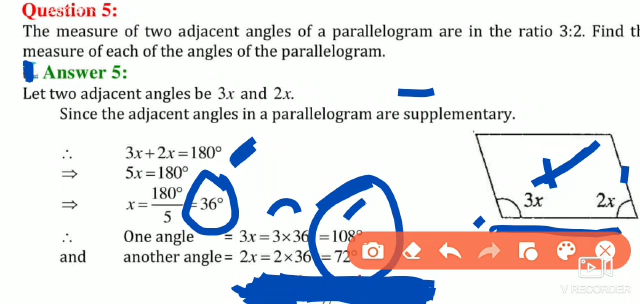 Question 5:
The measure of two adjacent angles of a parallelogram are in the ratio 3:2. Find
measure of each of the angles of the parallelogram.
Answer 5:
Let two adjacent angles be 3x and 2x.
Since the adjacent angles in a parallelogram are supplementary.
∴ 3x+2x=180°
⇒ 5x=180°
⇒ x= 180°/5 =36°
3x 2x
∴ One angle = 3x=3×36 =108°
and another angle = 2x=2×36 =72°
V RECORDER